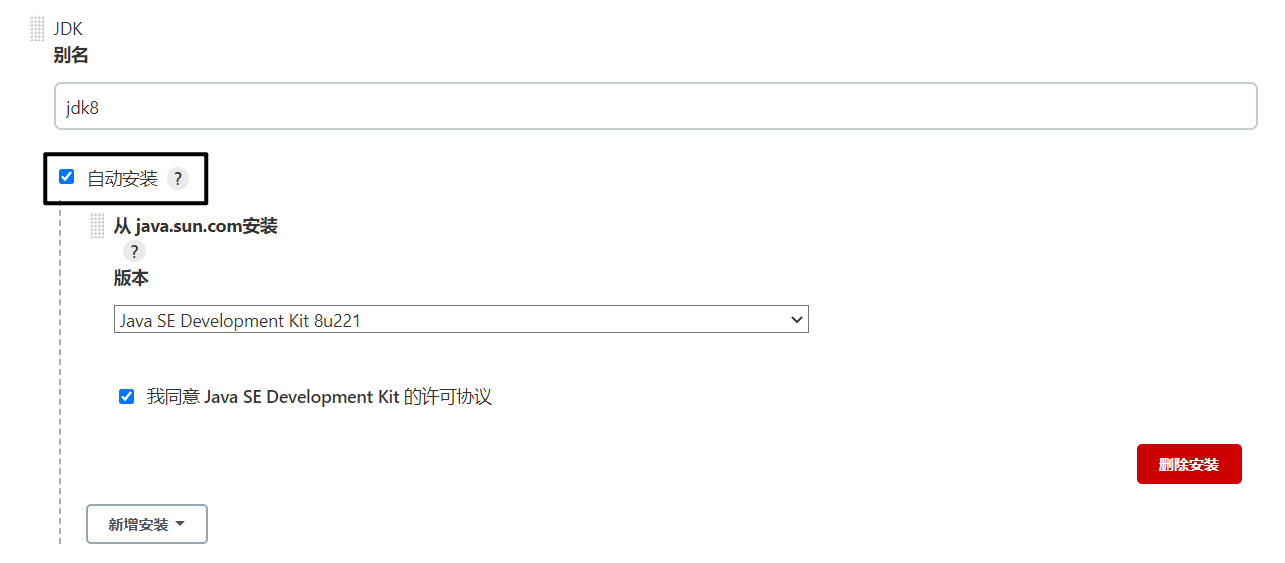 JDK
别名
jdk8
自动安装 ?
从 java.sun.com安装
?
版本
Java SE Development Kit 8u221
我同意 Java SE Development Kit 的许可协议
删除安装
新增安装